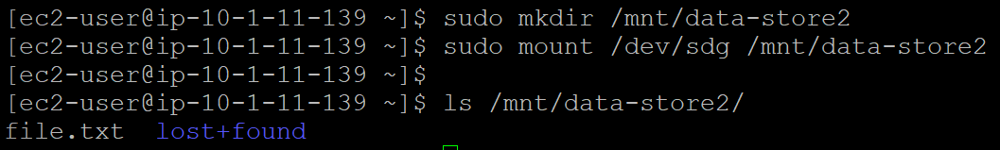 [ec2-user@ip-10-1-11-139 ~]$ sudo mkdir /mnt/data-store2
[ec2-user@ip-10-1-11-139 ~]$ sudo mount /dev/sdg /mnt/data-store2
[ec2-user@ip-10-1-11-139 ~]$
[ec2-user@ip-10-1-11-139 ~]$ ls /mnt/data-store2/
file.txt  lost+found